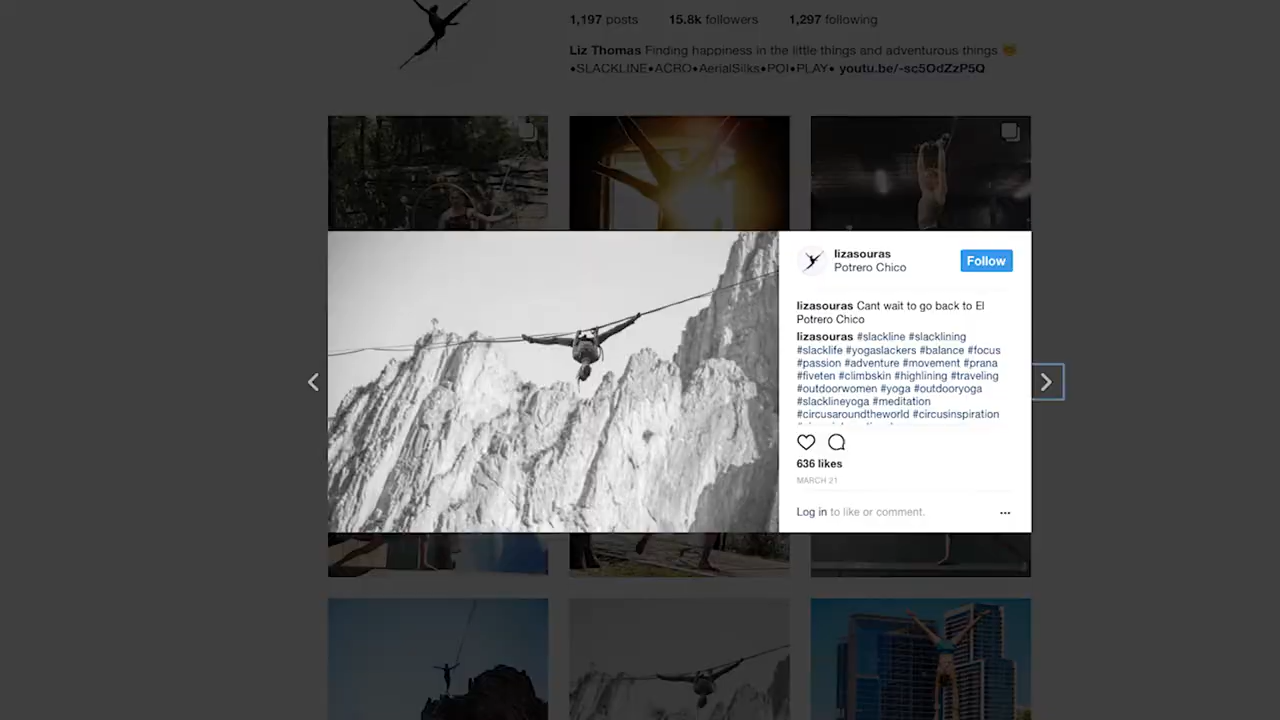 1,197 posts 15.8k followers 1,297 following
Liz Thomas Finding happiness in the little things and adventurous things
•SLACKLINE•ACRO•AerialSilks•POI•PLAY• youtu.be/-sc5OdZzP5Q
lizasouras
Potrero Chico
Follow
lizasouras Cant wait to go back to El
Potrero Chico
lizasouras #slackline #slacklining
#slacklife #yogaslackers #balance #focus
#passion #adventure #movement #prana
#fiveten #climbskin #highlining #traveling
#outdoorwomen #yoga #outdooryoga
#slacklineyoga #meditation
#circusaroundtheworld #circusinspiration
636 likes
MARCH 21
Log in to like or comment.